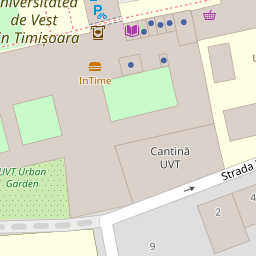 Universitatea
de Vest
din Timișoara
InTime
Cantină
UVT
UVT Urban
Garden
Strada
2
4
9